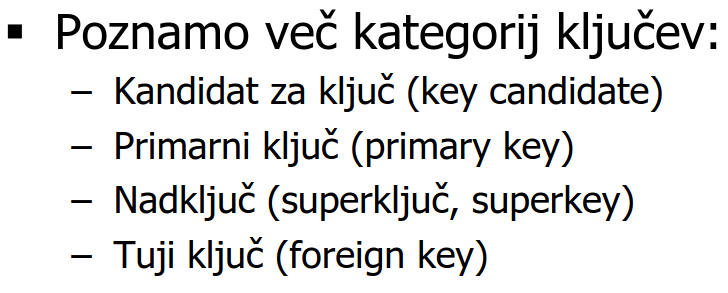 ▪ Poznamo več kategorij ključev:
– Kandidat za ključ (key candidate)
– Primarni ključ (primary key)
– Nadključ (superključ, superkey)
– Tuji ključ (foreign key)